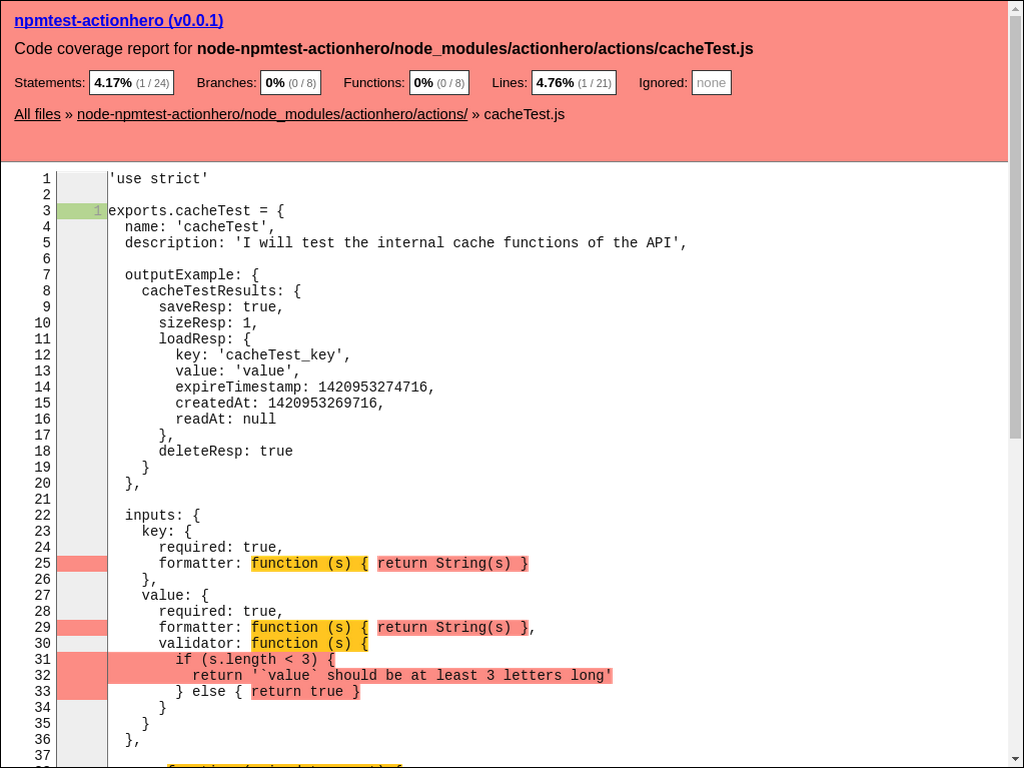 npmtest-actionhero (v0.0.1)
Code coverage report for node-npmtest-actionhero/node_modules/actionhero/actions/cacheTest.js
Statements: 4.17% (1 / 24) Branches: 0% (0 / 8) Functions: 0% (0 / 8) Lines: 4.76% (1 / 21) Ignored: none
All files » node-npmtest-actionhero/node_modules/actionhero/actions/ » cacheTest.js
1 'use strict'
2
3 1 exports.cacheTest = {
4   name: 'cacheTest',
5   description: 'I will test the internal cache functions of the API',
6
7   outputExample: {
8     cacheTestResults: {
9       saveResp: true,
10       sizeResp: 1,
11       loadResp: {
12         key: 'cacheTest_key',
13         value: 'value',
14         expireTimestamp: 1420953274716,
15         createdAt: 1420953269716,
16         readAt: null
17       },
18       deleteResp: true
19     }
20   },
21
22   inputs: {
23     key: {
24       required: true,
25       formatter: function (s) { return String(s) }
26     },
27     value: {
28       required: true,
29       formatter: function (s) { return String(s) },
30       validator: function (s) {
31         if (s.length < 3) {
32           return '`value` should be at least 3 letters long'
33         } else { return true }
34       }
35     }
36   },
37